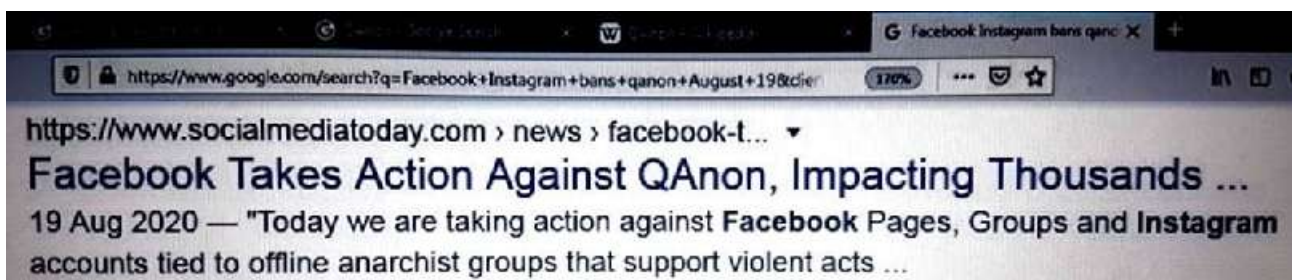 G Facebook Instagram bans qano
https://www.google.com/search?q=Facebook+Instagram+bans+qanon+August+19&clien
170%
https://www.socialmediatoday.com › news › facebook-t...
Facebook Takes Action Against QAnon, Impacting Thousands ...
19 Aug 2020 — "Today we are taking action against Facebook Pages, Groups and Instagram
accounts tied to offline anarchist groups that support violent acts ...